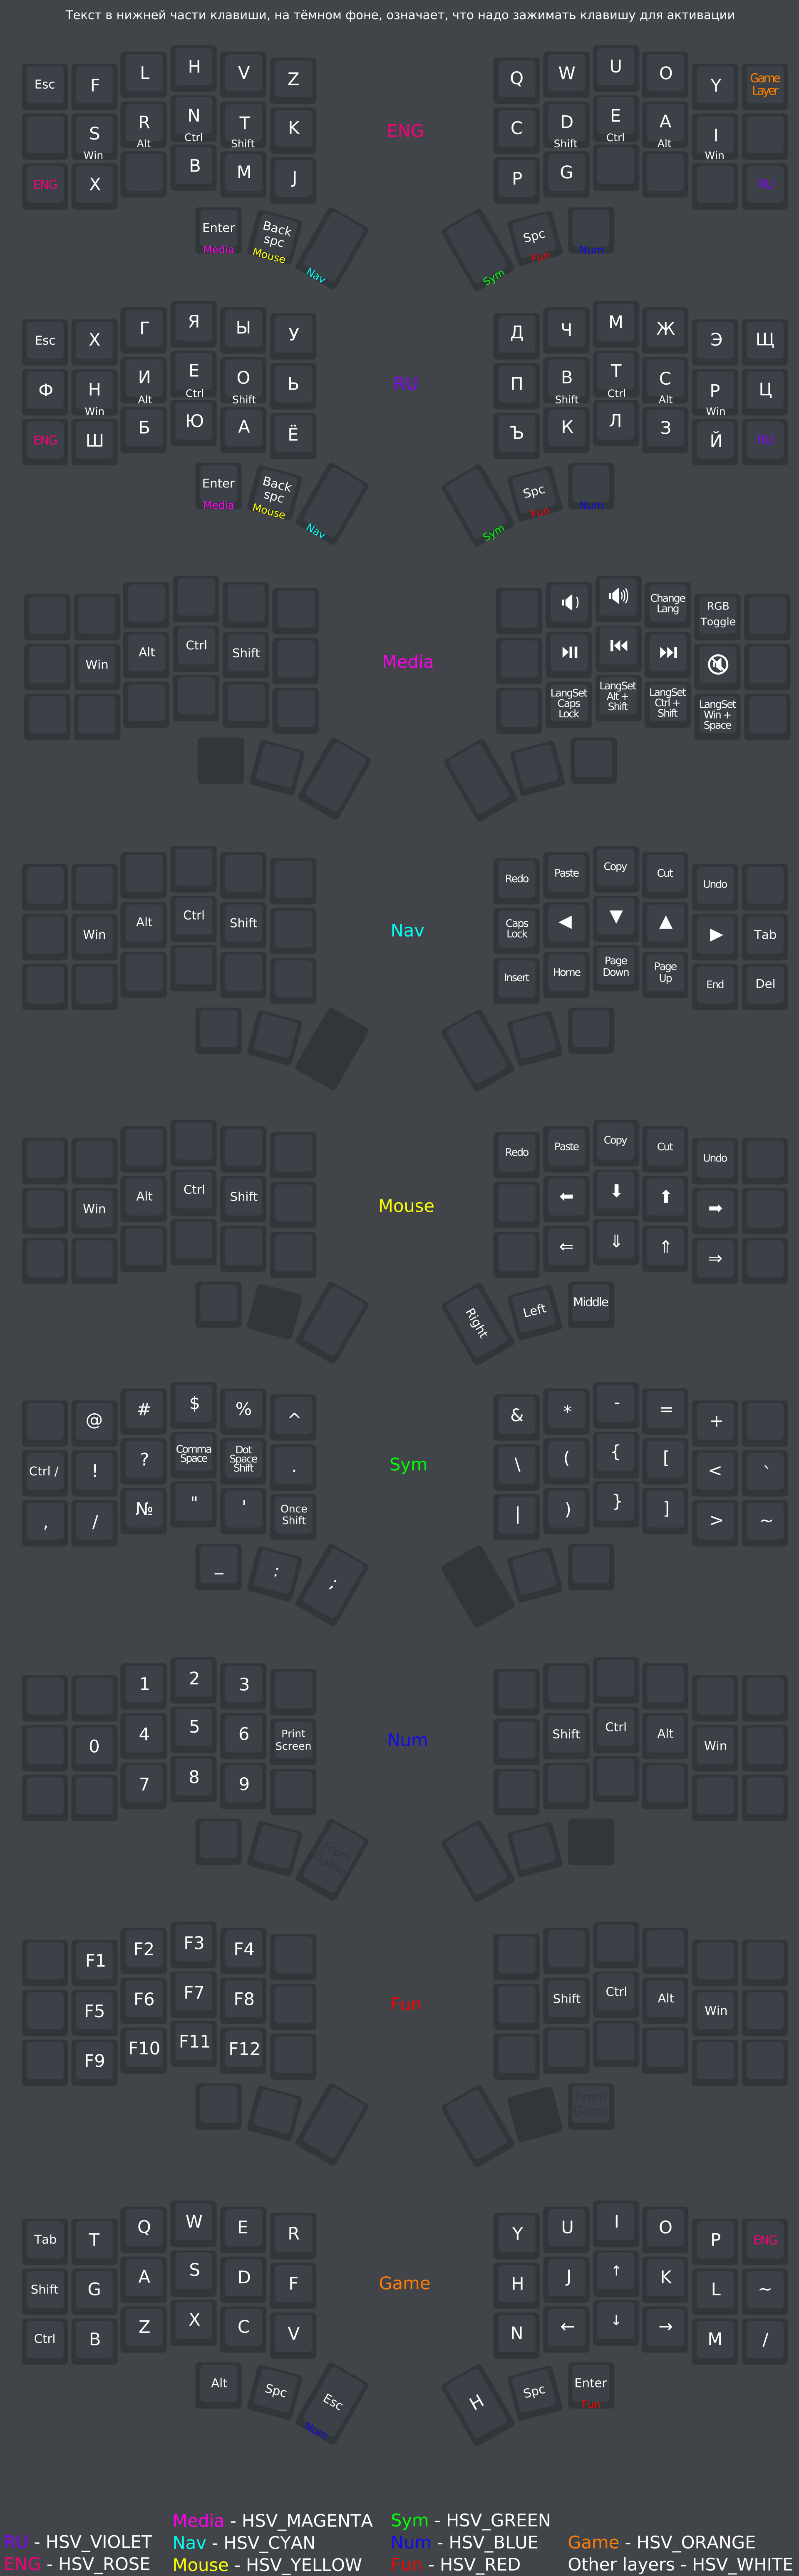 Текст в нижней части клавиши, на тёмном фоне, означает, что надо зажимать клавишу для активации
Esc F L H V Z Q W U O Y Game Layer
S Win R Alt N Ctrl T Shift K ENG C D Shift E Ctrl A Alt I Win
ENG X B M J P G RU
Enter Media Back spc Mouse Nav Sym Spc Fun Num
Esc Х Г Я Ы У Д Ч М Ж Э Щ
Ф Н Win И Alt Е Ctrl О Shift Ь RU П В Shift Т Ctrl С Alt Р Win Ц
ENG Ш Б Ю А Ё Ъ К Л З Й RU
Enter Media Back spc Mouse Nav Sym Spc Fun Num
Change Lang RGB Toggle
Win Alt Ctrl Shift Media
LangSet Caps Lock LangSet Alt + Shift LangSet Ctrl + Shift LangSet Win + Space
Redo Paste Copy Cut Undo
Win Alt Ctrl Shift Nav Caps Lock ◀ ▼ ▲ ▶ Tab
Insert Home Page Down Page Up End Del
Redo Paste Copy Cut Undo
Win Alt Ctrl Shift Mouse ⬅ ⬇ ⬆ ➡
⇐ ⇓ ⇑ ⇒
Right Left Middle
@ # $ % ^ & * - = +
Ctrl / ! ? Comma Space Dot Space Shift . Sym \ ( { [ < `
, / № " ' Once Shift | ) } ] > ~
_ : ;
1 2 3
0 4 5 6 Print Screen Num Shift Ctrl Alt Win
7 8 9
From Game
F1 F2 F3 F4
F5 F6 F7 F8 Fun Shift Ctrl Alt Win
F9 F10 F11 F12
From Game
Tab T Q W E R Y U I O P ENG
Shift G A S D F Game H J ↑ K L ~
Ctrl B Z X C V N ← ↓ → M /
Alt Spc Esc Num H Spc Enter Fun
Media - HSV_MAGENTA Sym - HSV_GREEN
RU - HSV_VIOLET Nav - HSV_CYAN Num - HSV_BLUE Game - HSV_ORANGE
ENG - HSV_ROSE Mouse - HSV_YELLOW Fun - HSV_RED Other layers - HSV_WHITE